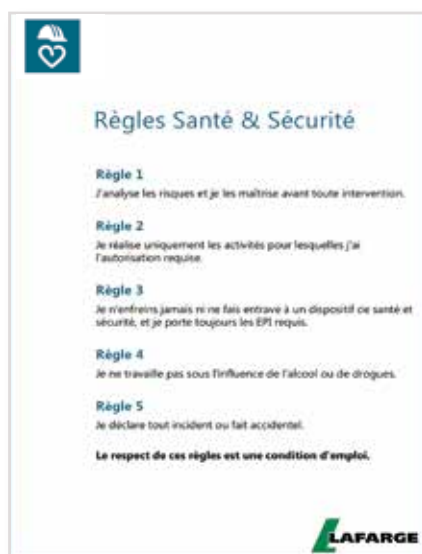 Règles Santé & Sécurité
Règle 1
J'analyse les risques et je les maîtrise avant toute intervention.
Règle 2
Je réalise uniquement les activités pour lesquelles j'ai
l'autorisation requise.
Règle 3
Je n'enfreins jamais ni ne fais entrave à un dispositif de santé et
sécurité, et je porte toujours les EPI requis.
Règle 4
Je ne travaille pas sous l'influence de l'alcool ou de drogues.
Règle 5
Je déclare tout incident ou fait accidentel.
Le respect de ces règles est une condition d'emploi.
LAFARGE